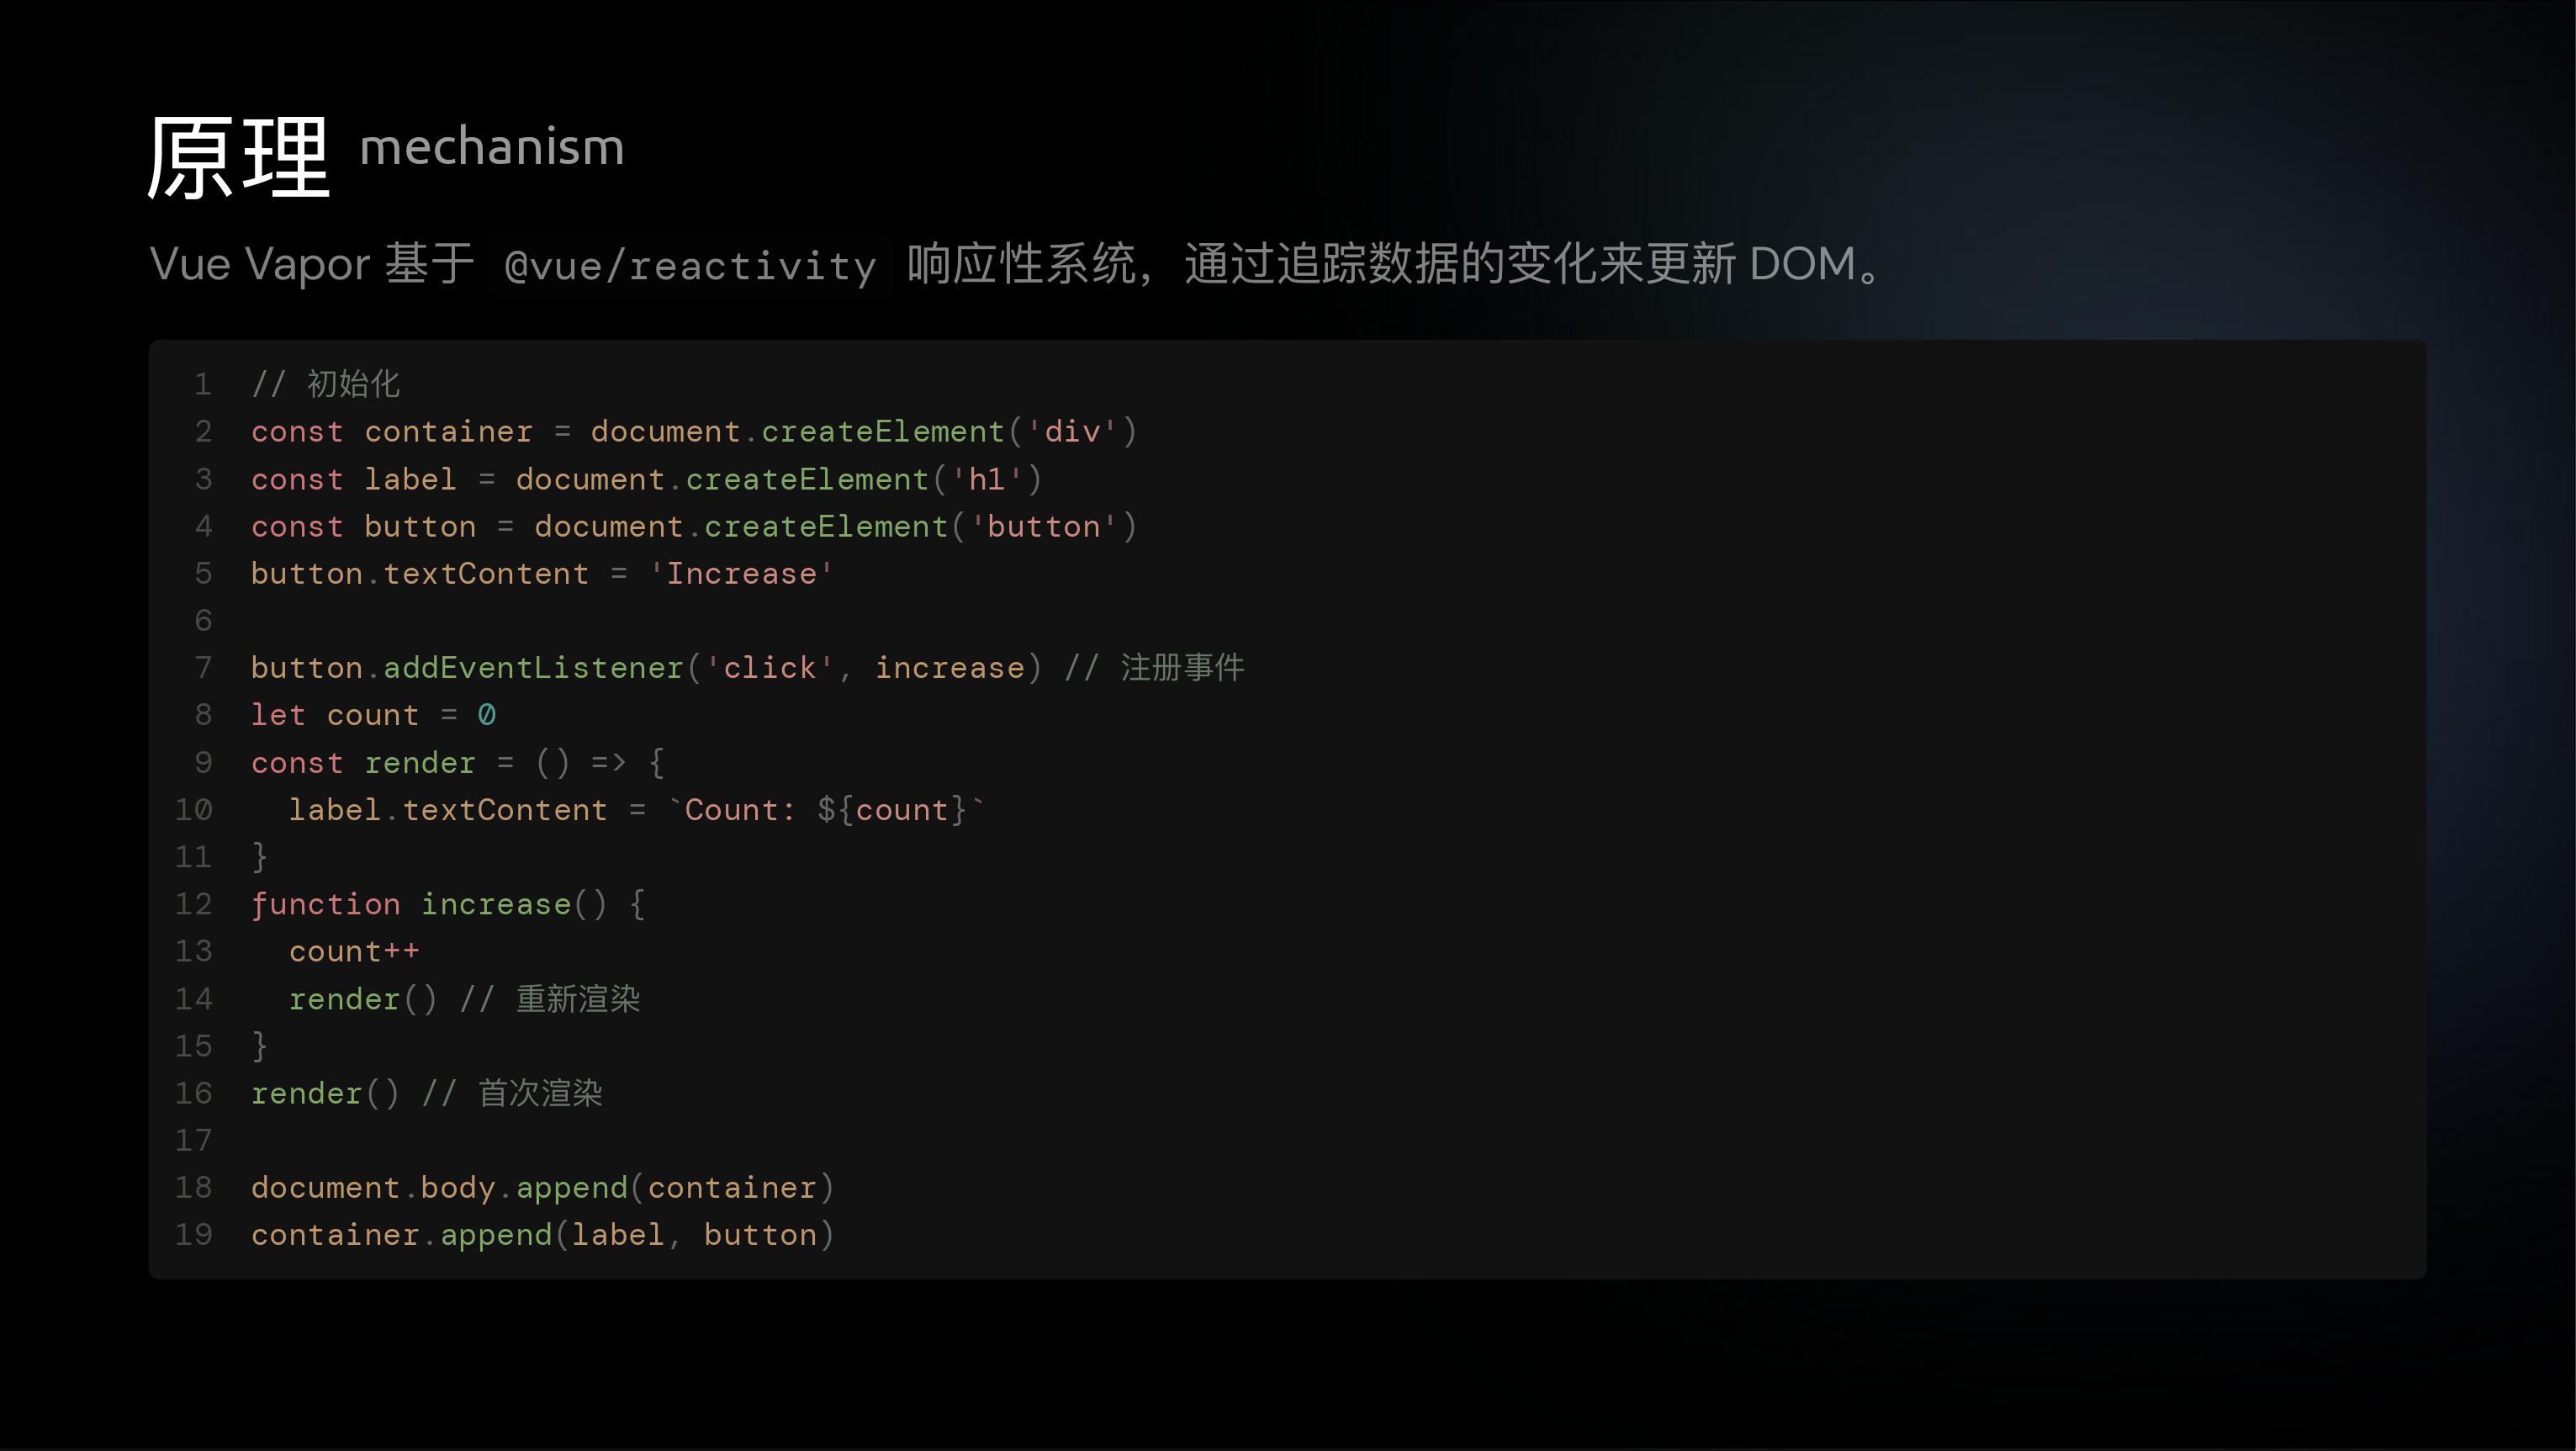 原理 mechanism
Vue Vapor 基于 @vue/reactivity 响应性系统，通过追踪数据的变化来更新 DOM。
1 // 初始化
2 const container = document.createElement('div')
3 const label = document.createElement('h1')
4 const button = document.createElement('button')
5 button.textContent = 'Increase'
6
7 button.addEventListener('click', increase) // 注册事件
8 let count = 0
9 const render = () => {
10   label.textContent = `Count: ${count}`
11 }
12 function increase() {
13   count++
14   render() // 重新渲染
15 }
16 render() // 首次渲染
17
18 document.body.append(container)
19 container.append(label, button)